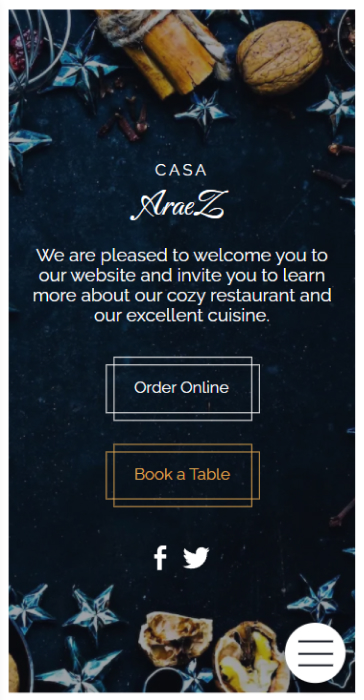 CASA
AraeZ
We are pleased to welcome you to
our website and invite you to learn
more about our cozy restaurant and
our excellent cuisine.
Order Online
Book a Table